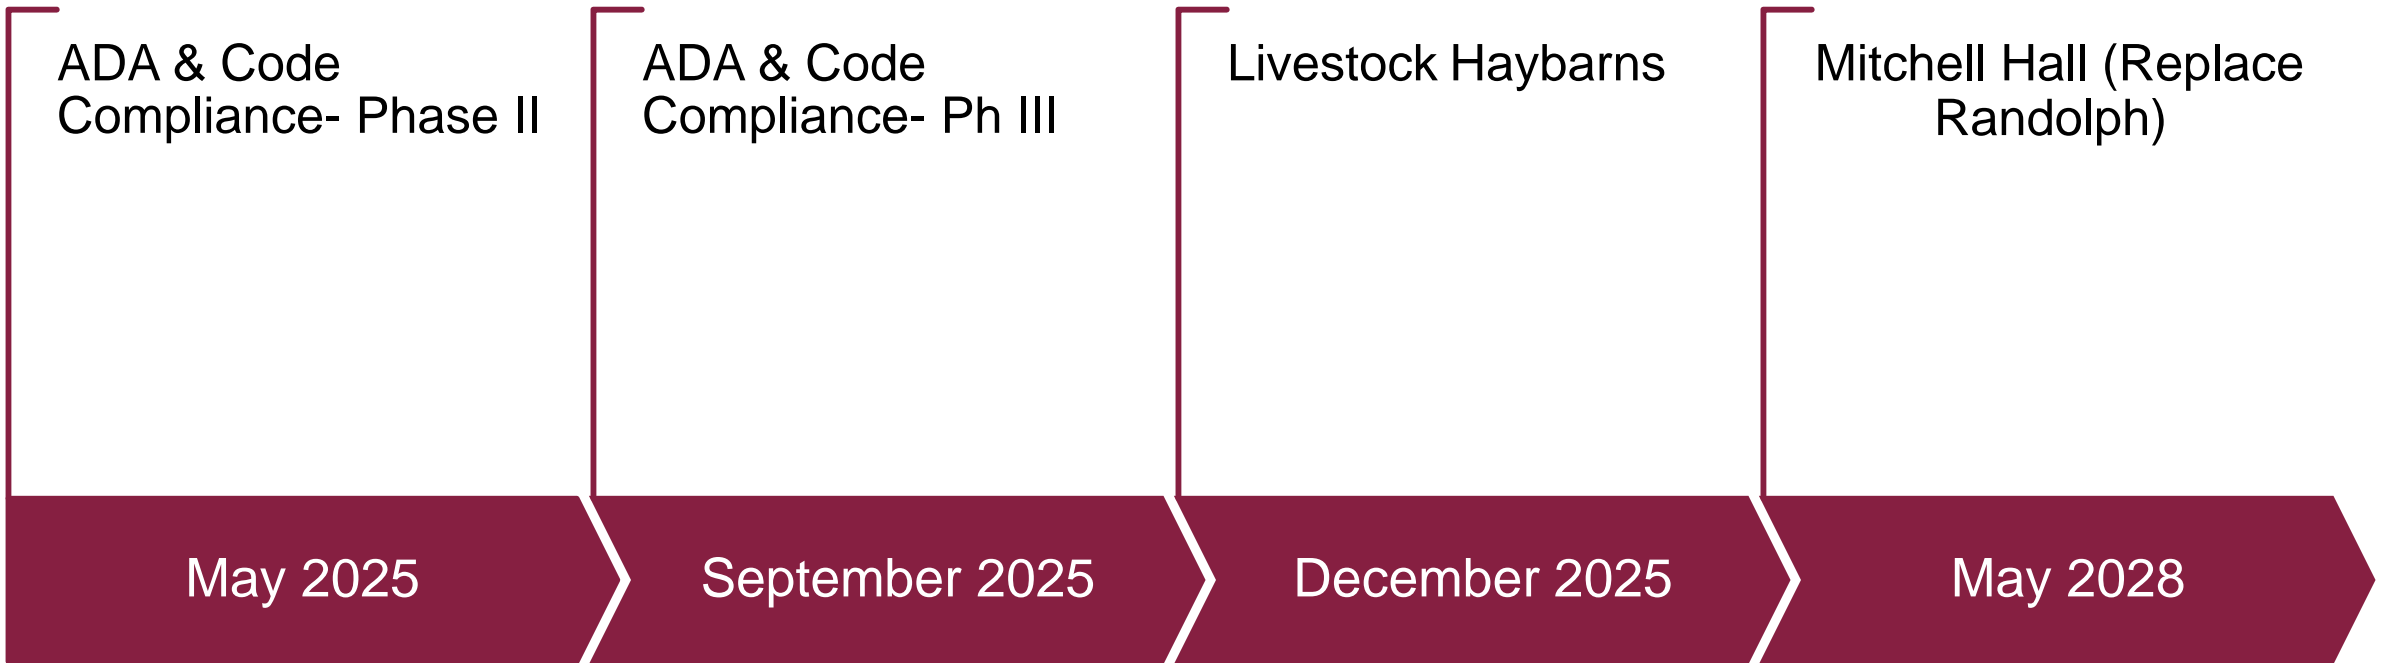 ADA & Code
Compliance- Phase II
ADA & Code
Compliance- Ph III
Livestock Haybarns
Mitchell Hall (Replace
Randolph)
May 2025
September 2025
December 2025
May 2028